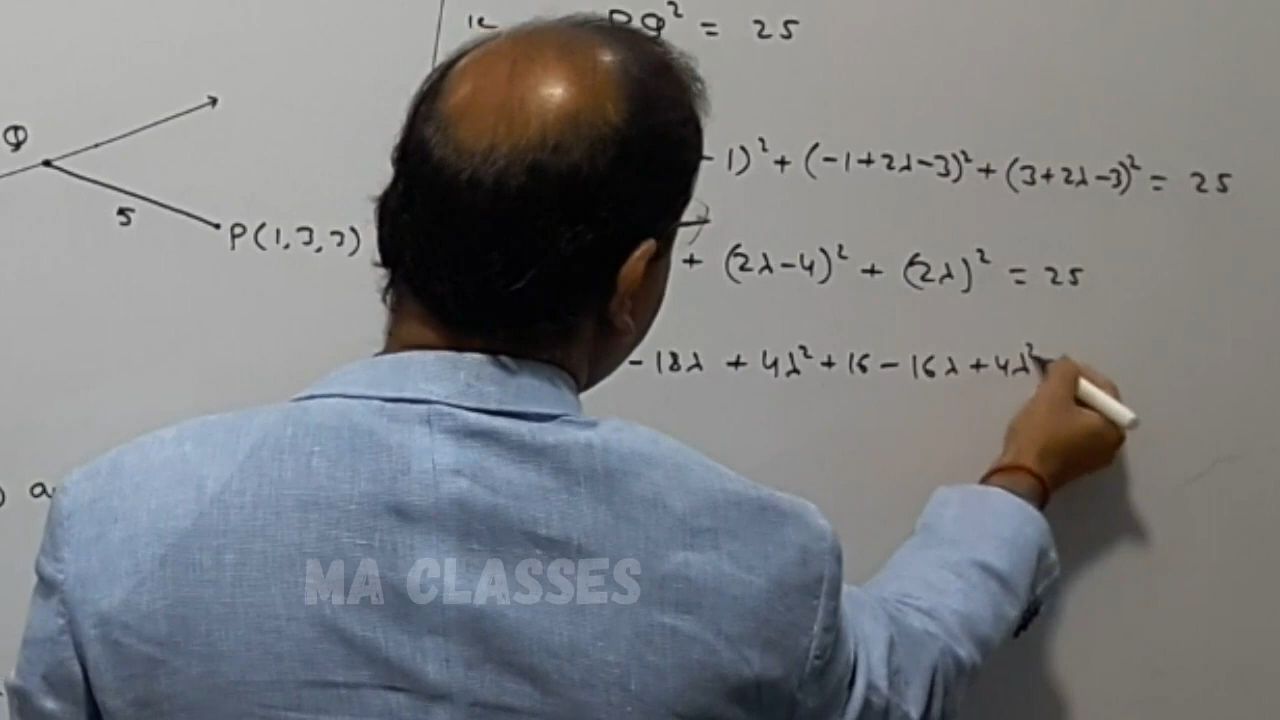 PQ² = 25
Q
- 1)² + (-1+2λ-3)² + (3+2λ-3)² = 25
5
P(1,3,3)
+ (2λ-4)² + (2λ)² = 25
- 18λ + 4λ² + 16 - 16λ + 4λ²
) a
MA CLASSES